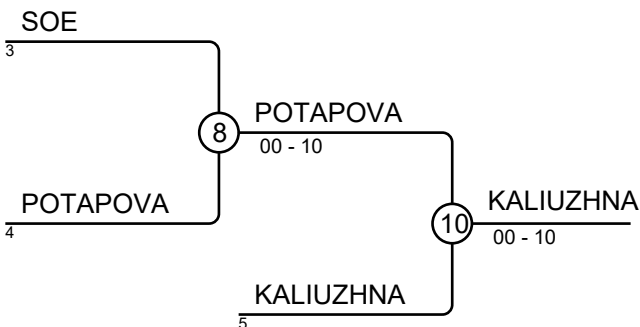 SOE
3
8
POTAPOVA
00 - 10
POTAPOVA
4
10
KALIUZHNA
00 - 10
KALIUZHNA
5